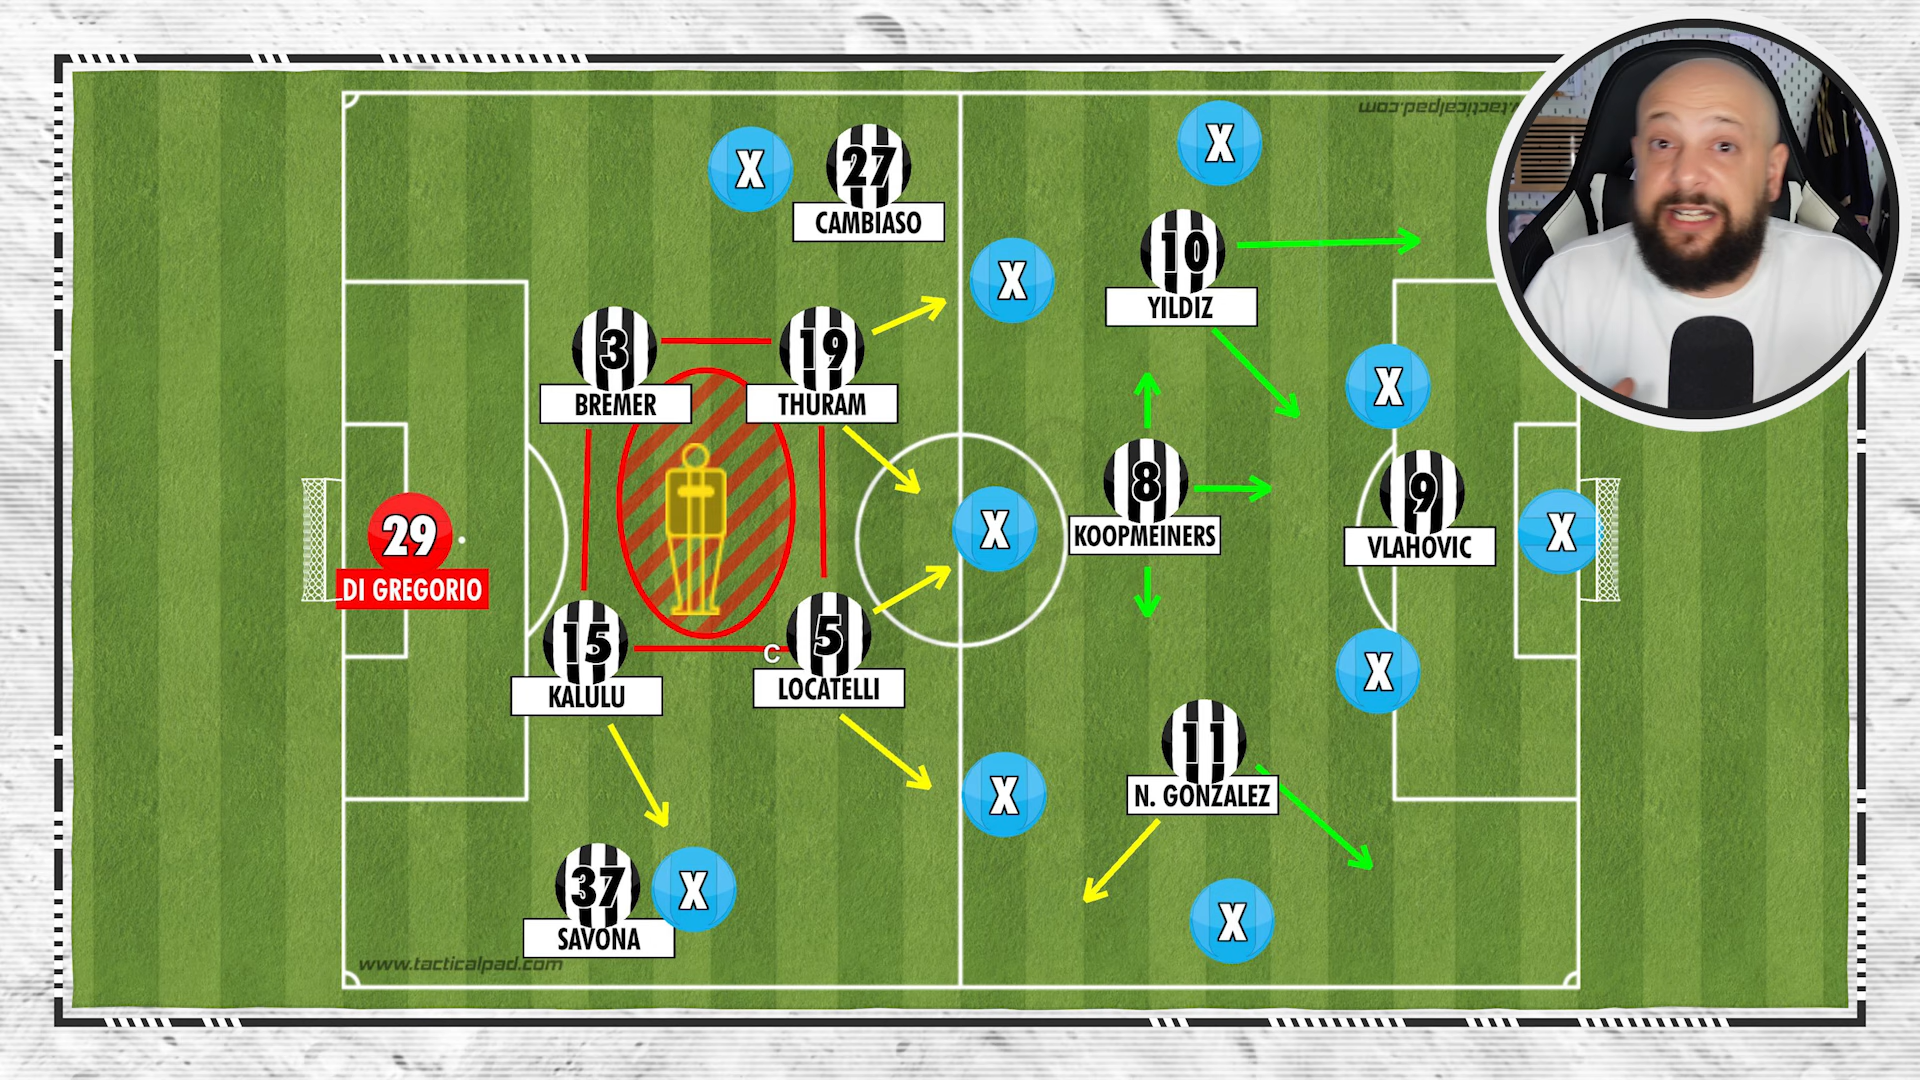 X
27
CAMBIASO
X
www.tacticalpad.com
X
10
YILDIZ
3
BREMER
19
THURAM
X
8
KOOPMEINERS
9
VLAHOVIC
X
29
DI GREGORIO
X
15
KALULU
C
5
LOCATELLI
X
11
N. GONZALEZ
X
37
SAVONA
X
X
www.tacticalpad.com